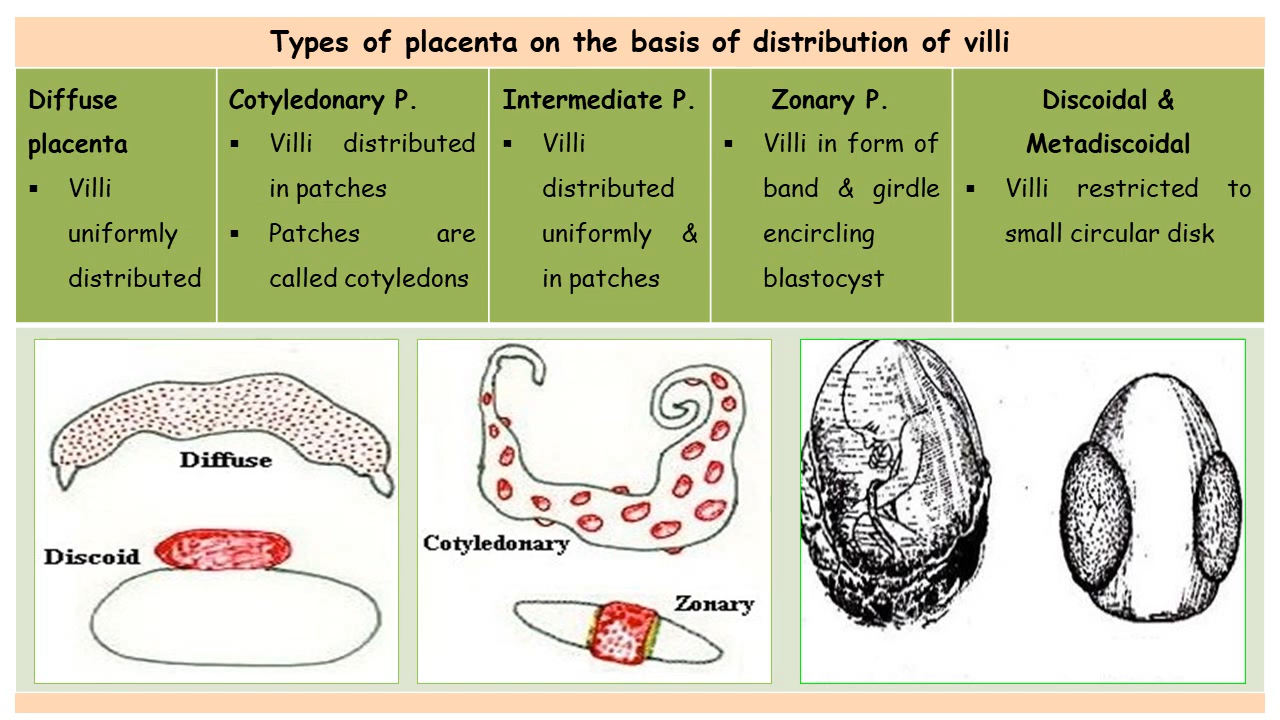 Types of placenta on the basis of distribution of villi
Diffuse
placenta
▪ Villi
uniformly
distributed
Cotyledonary P.
▪ Villi distributed
in patches
▪ Patches are
called cotyledons
Intermediate P.
▪ Villi
distributed
uniformly &
in patches
Zonary P.
▪ Villi in form of
band & girdle
encircling
blastocyst
Discoidal &
Metadiscoidal
▪ Villi restricted to
small circular disk
Diffuse
Discoid
Cotyledonary
Zonary